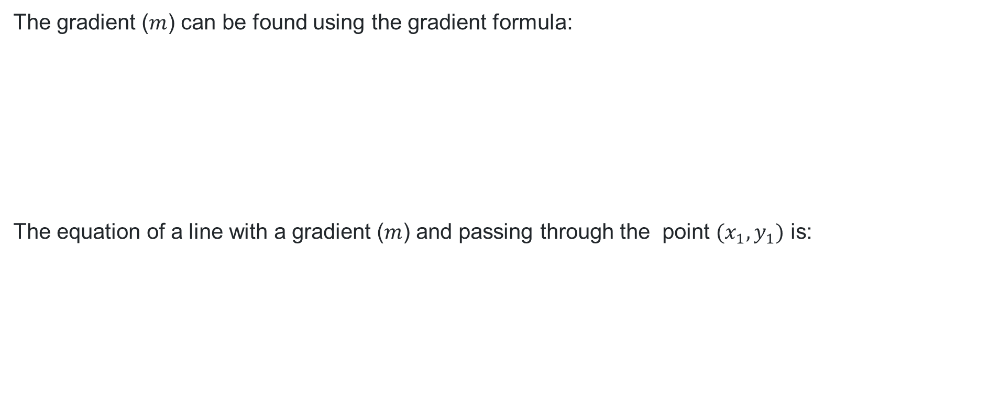 The gradient (𝑚) can be found using the gradient formula:
The equation of a line with a gradient (𝑚) and passing through the  point (𝑥₁, 𝑦₁) is: